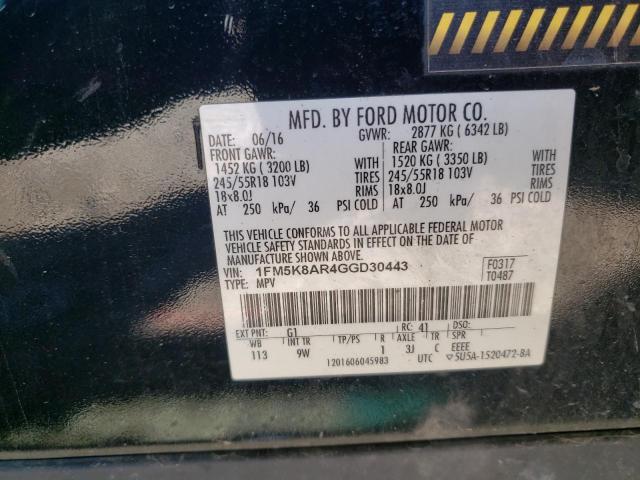 MFD. BY FORD MOTOR CO.
DATE: 06/16 GVWR: 2877 KG ( 6342 LB)
FRONT GAWR: REAR GAWR:
1452 KG ( 3200 LB) WITH 1520 KG ( 3350 LB) WITH
245/55R18 103V TIRES 245/55R18 103V TIRES
18x8.0J RIMS 18x8.0J RIMS
AT 250 kPa/ 36 PSI COLD AT 250 kPa/ 36 PSI COLD
THIS VEHICLE CONFORMS TO ALL APPLICABLE FEDERAL MOTOR
VEHICLE SAFETY STANDARDS IN EFFECT ON THE DATE OF
MANUFACTURE SHOWN ABOVE.
VIN: 1FM5K8AR4GGD30443 F0317
TYPE: MPV T0487
EXT PNT: G1 RC: 41 DSO:
WB INT TR TP/PS R AXLE TR SPR
113 9W 1 3J C EEEE
1201606045983 UTC 5U5A-1520472-BA